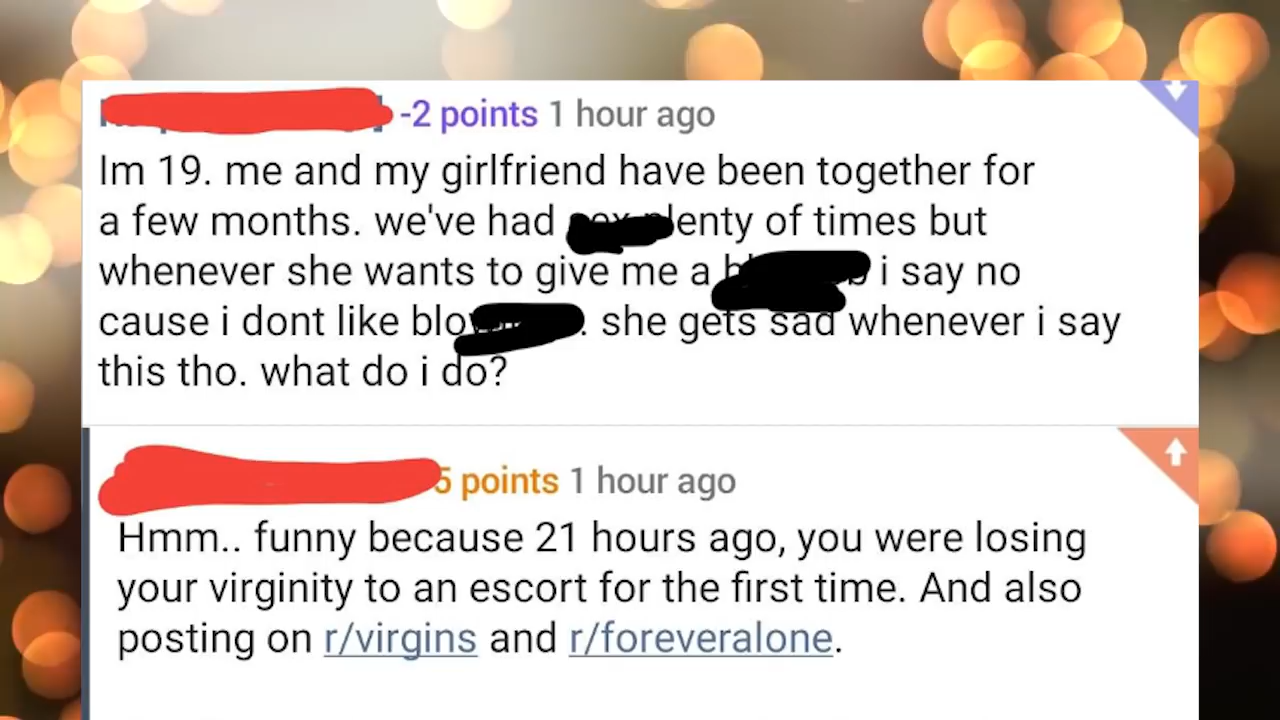 -2 points 1 hour ago
Im 19. me and my girlfriend have been together for
a few months. we've had of times but
whenever she wants to give me a i say no
cause i dont like she gets sad whenever i say
this tho. what do i do?
5 points 1 hour ago
Hmm.. funny because 21 hours ago, you were losing
your virginity to an escort for the first time. And also
posting on r/virgins and r/foreveralone.